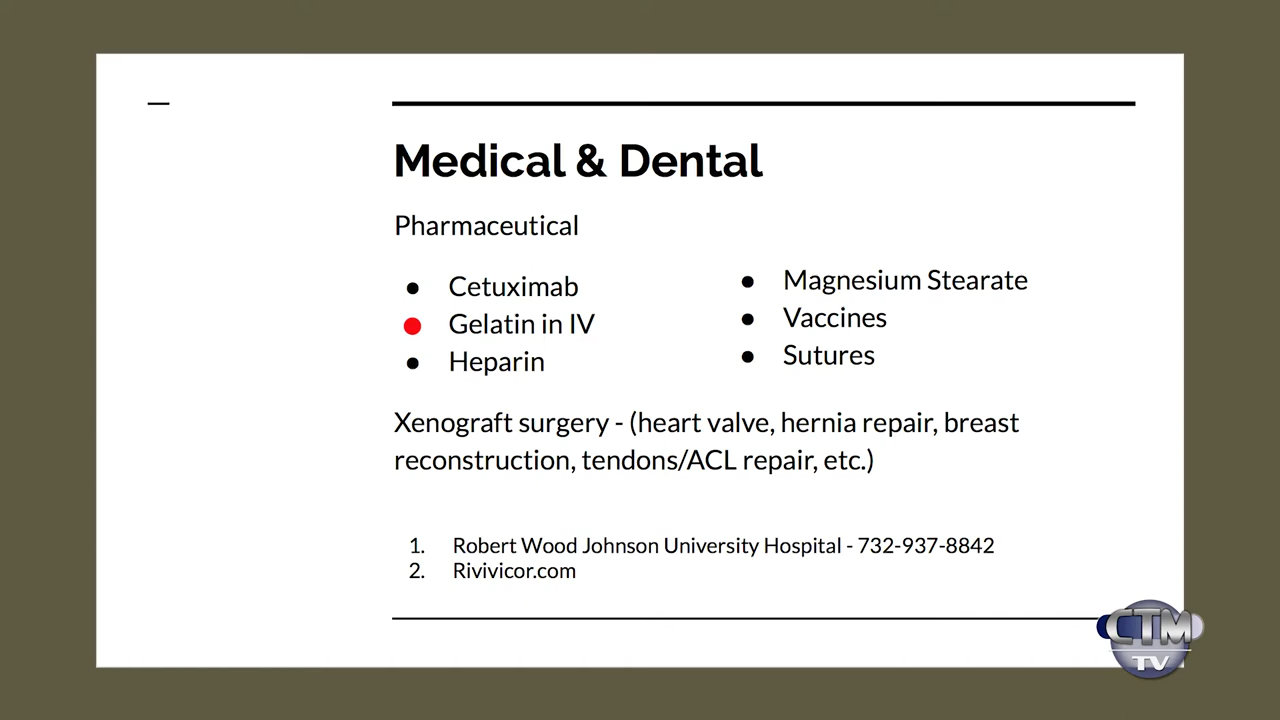 Medical & Dental
Pharmaceutical
● Cetuximab
● Gelatin in IV
● Heparin
● Magnesium Stearate
● Vaccines
● Sutures
Xenograft surgery - (heart valve, hernia repair, breast
reconstruction, tendons/ACL repair, etc.)
1. Robert Wood Johnson University Hospital - 732-937-8842
2. Rivivicor.com
CTM
TV